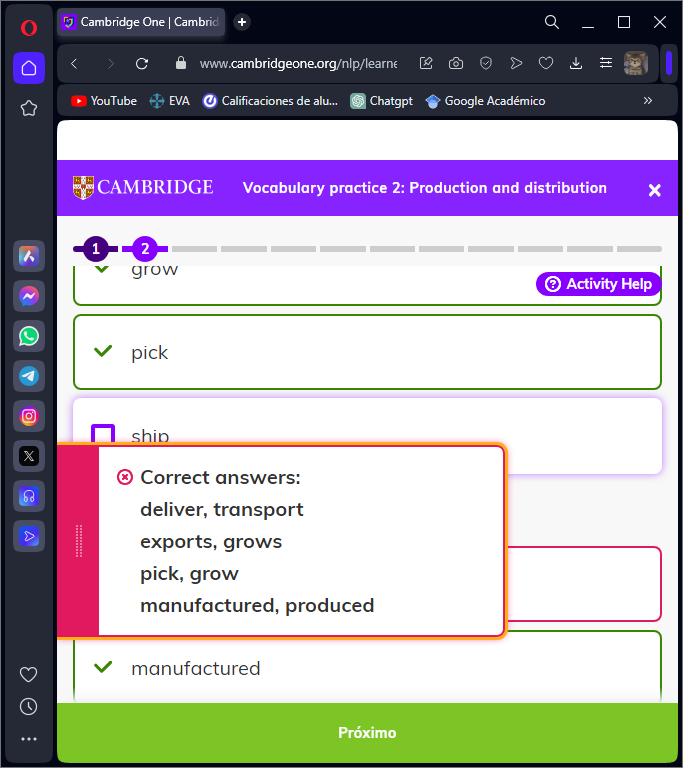 Cambridge One | Cambrid
www.cambridgeone.org/nlp/learne
YouTube
EVA
Calificaciones de alu...
Chatgpt
Google Académico
CAMBRIDGE
Vocabulary practice 2: Production and distribution
1
2
grow
Activity Help
pick
ship
Correct answers:
deliver, transport
exports, grows
pick, grow
manufactured, produced
manufactured
Próximo